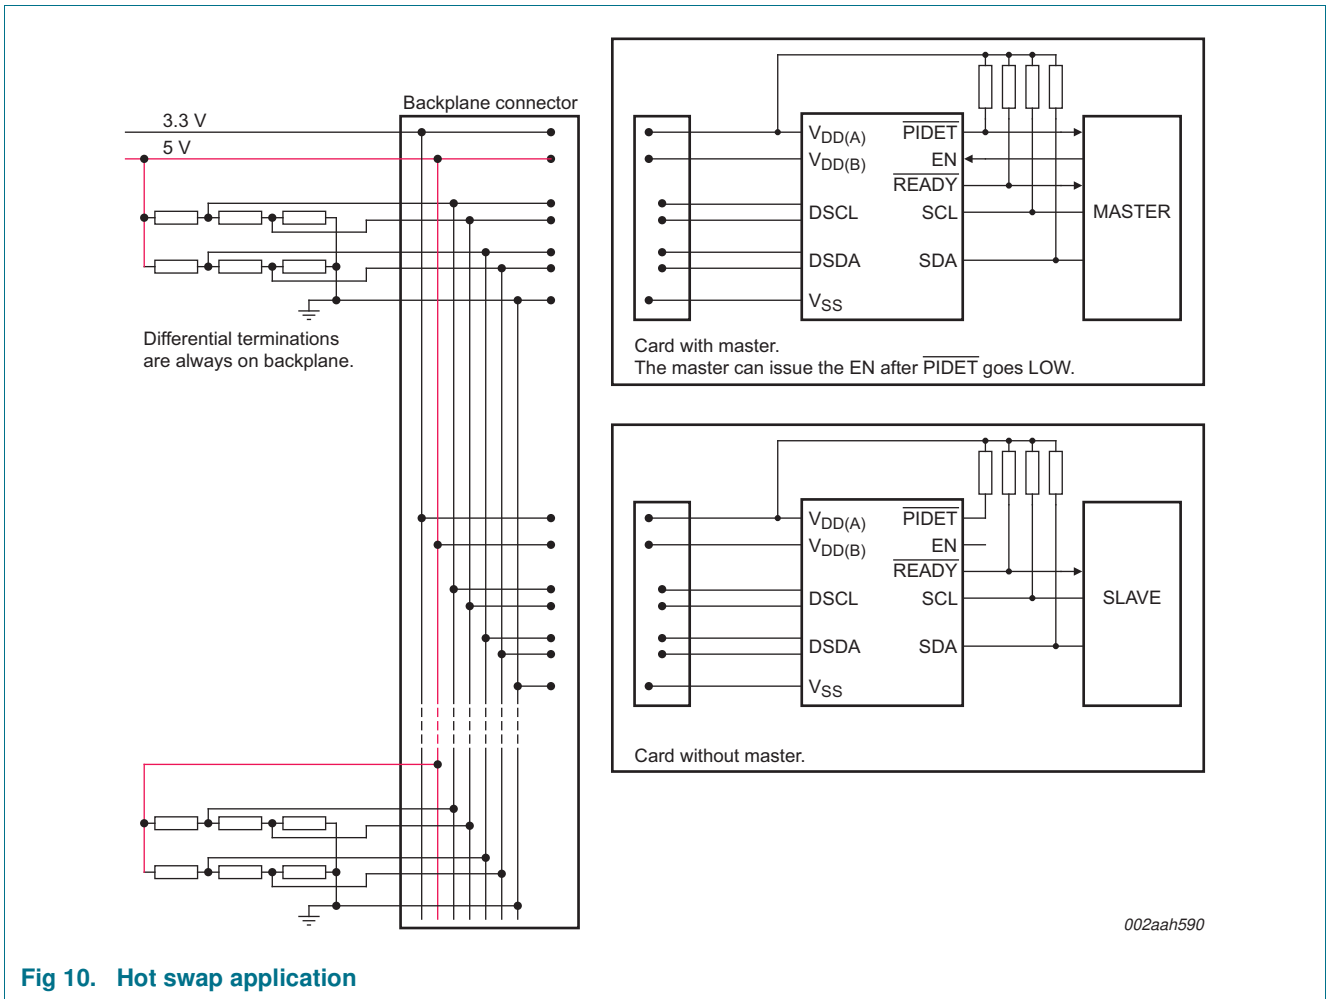 Backplane connector
3.3 V
5 V
Differential terminations
are always on backplane.
VDD(A)
VDD(B)
DSCL
DSDA
VSS
PIDET
EN
READY
SCL
SDA
MASTER
Card with master.
The master can issue the EN after PIDET goes LOW.
VDD(A)
VDD(B)
DSCL
DSDA
VSS
PIDET
EN
READY
SCL
SDA
SLAVE
Card without master.
002aah590
Fig 10. Hot swap application